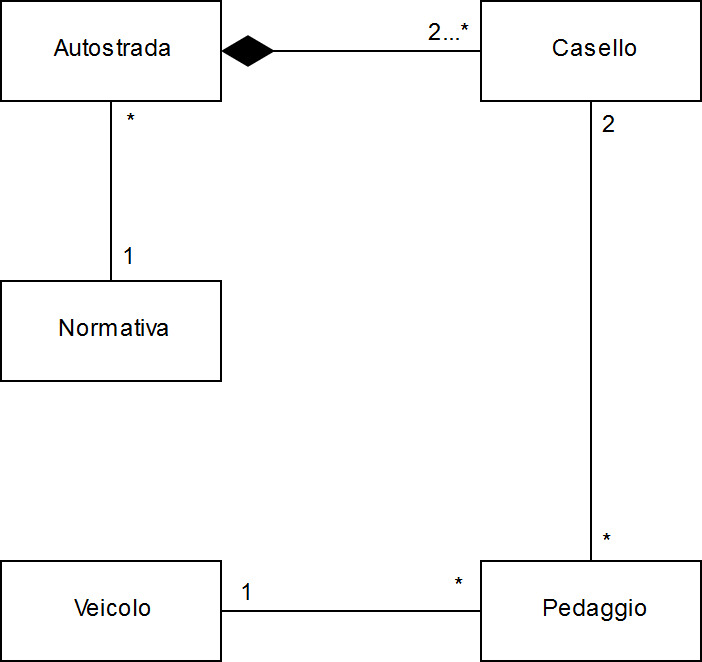 Autostrada
2...*
Casello
*
2
1
Normativa
*
Veicolo
1
*
Pedaggio